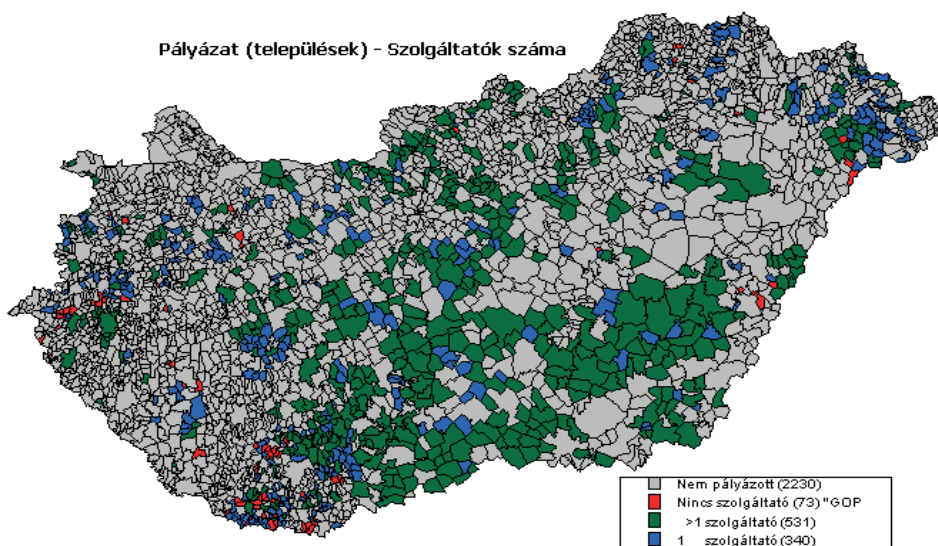 Pályázat (települések) - Szolgáltatók száma
Nem pályázott (2230)
Nincs szolgáltató (73) "GOP
>1 szolgáltató (531)
1 szolgáltató (340)